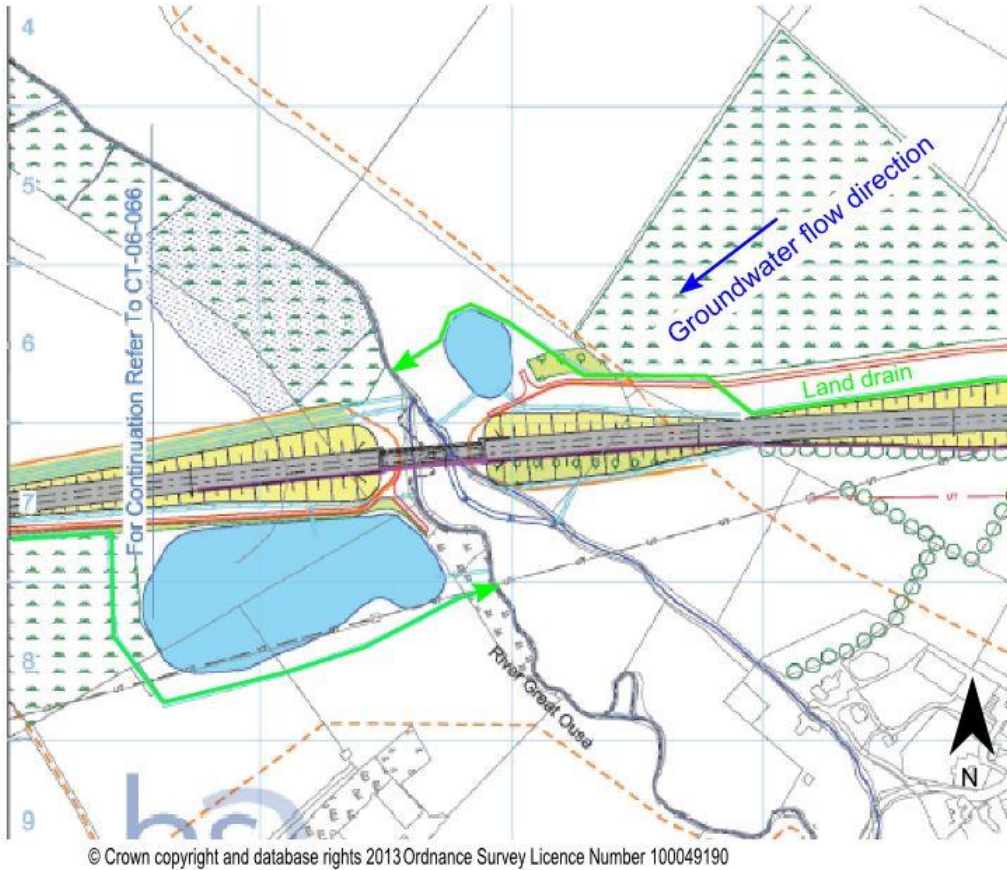 4
5
6
7
8
9
For Continuation Refer To CT-06-066
Groundwater flow direction
Land drain
River Great Ouse
N
© Crown copyright and database rights 2013 Ordnance Survey Licence Number 100049190